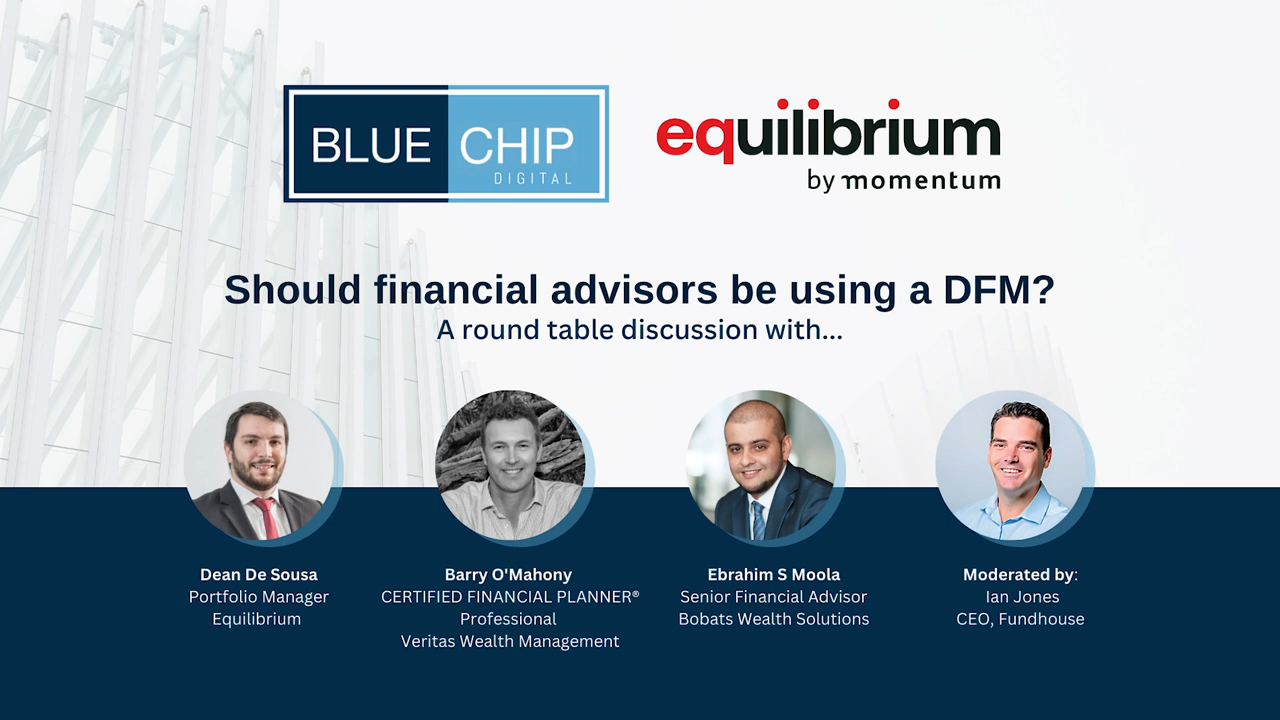 BLUE CHIP
DIGITAL
equilibrium
by momentum
Should financial advisors be using a DFM?
A round table discussion with...
Dean De Sousa
Portfolio Manager
Equilibrium
Barry O'Mahony
CERTIFIED FINANCIAL PLANNER®
Professional
Veritas Wealth Management
Ebrahim S Moola
Senior Financial Advisor
Bobats Wealth Solutions
Moderated by:
Ian Jones
CEO, Fundhouse